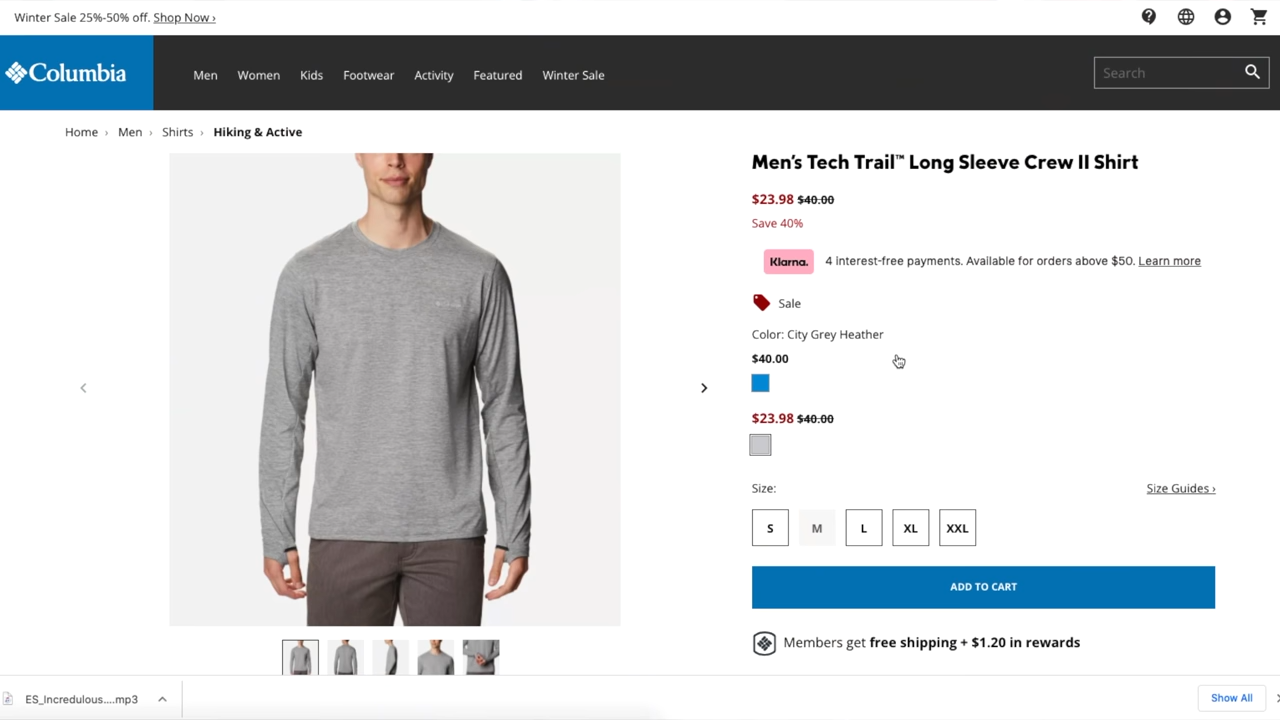 Winter Sale 25%-50% off. Shop Now ›
Columbia
Men Women Kids Footwear Activity Featured Winter Sale
Search
Home › Men › Shirts › Hiking & Active
Men's Tech Trail™ Long Sleeve Crew II Shirt
$23.98 $40.00
Save 40%
Klarna. 4 interest-free payments. Available for orders above $50. Learn more
Sale
Color: City Grey Heather
$40.00
$23.98 $40.00
Size: Size Guides ›
S M L XL XXL
ADD TO CART
Members get free shipping + $1.20 in rewards
ES_Incredulous....mp3
Show All